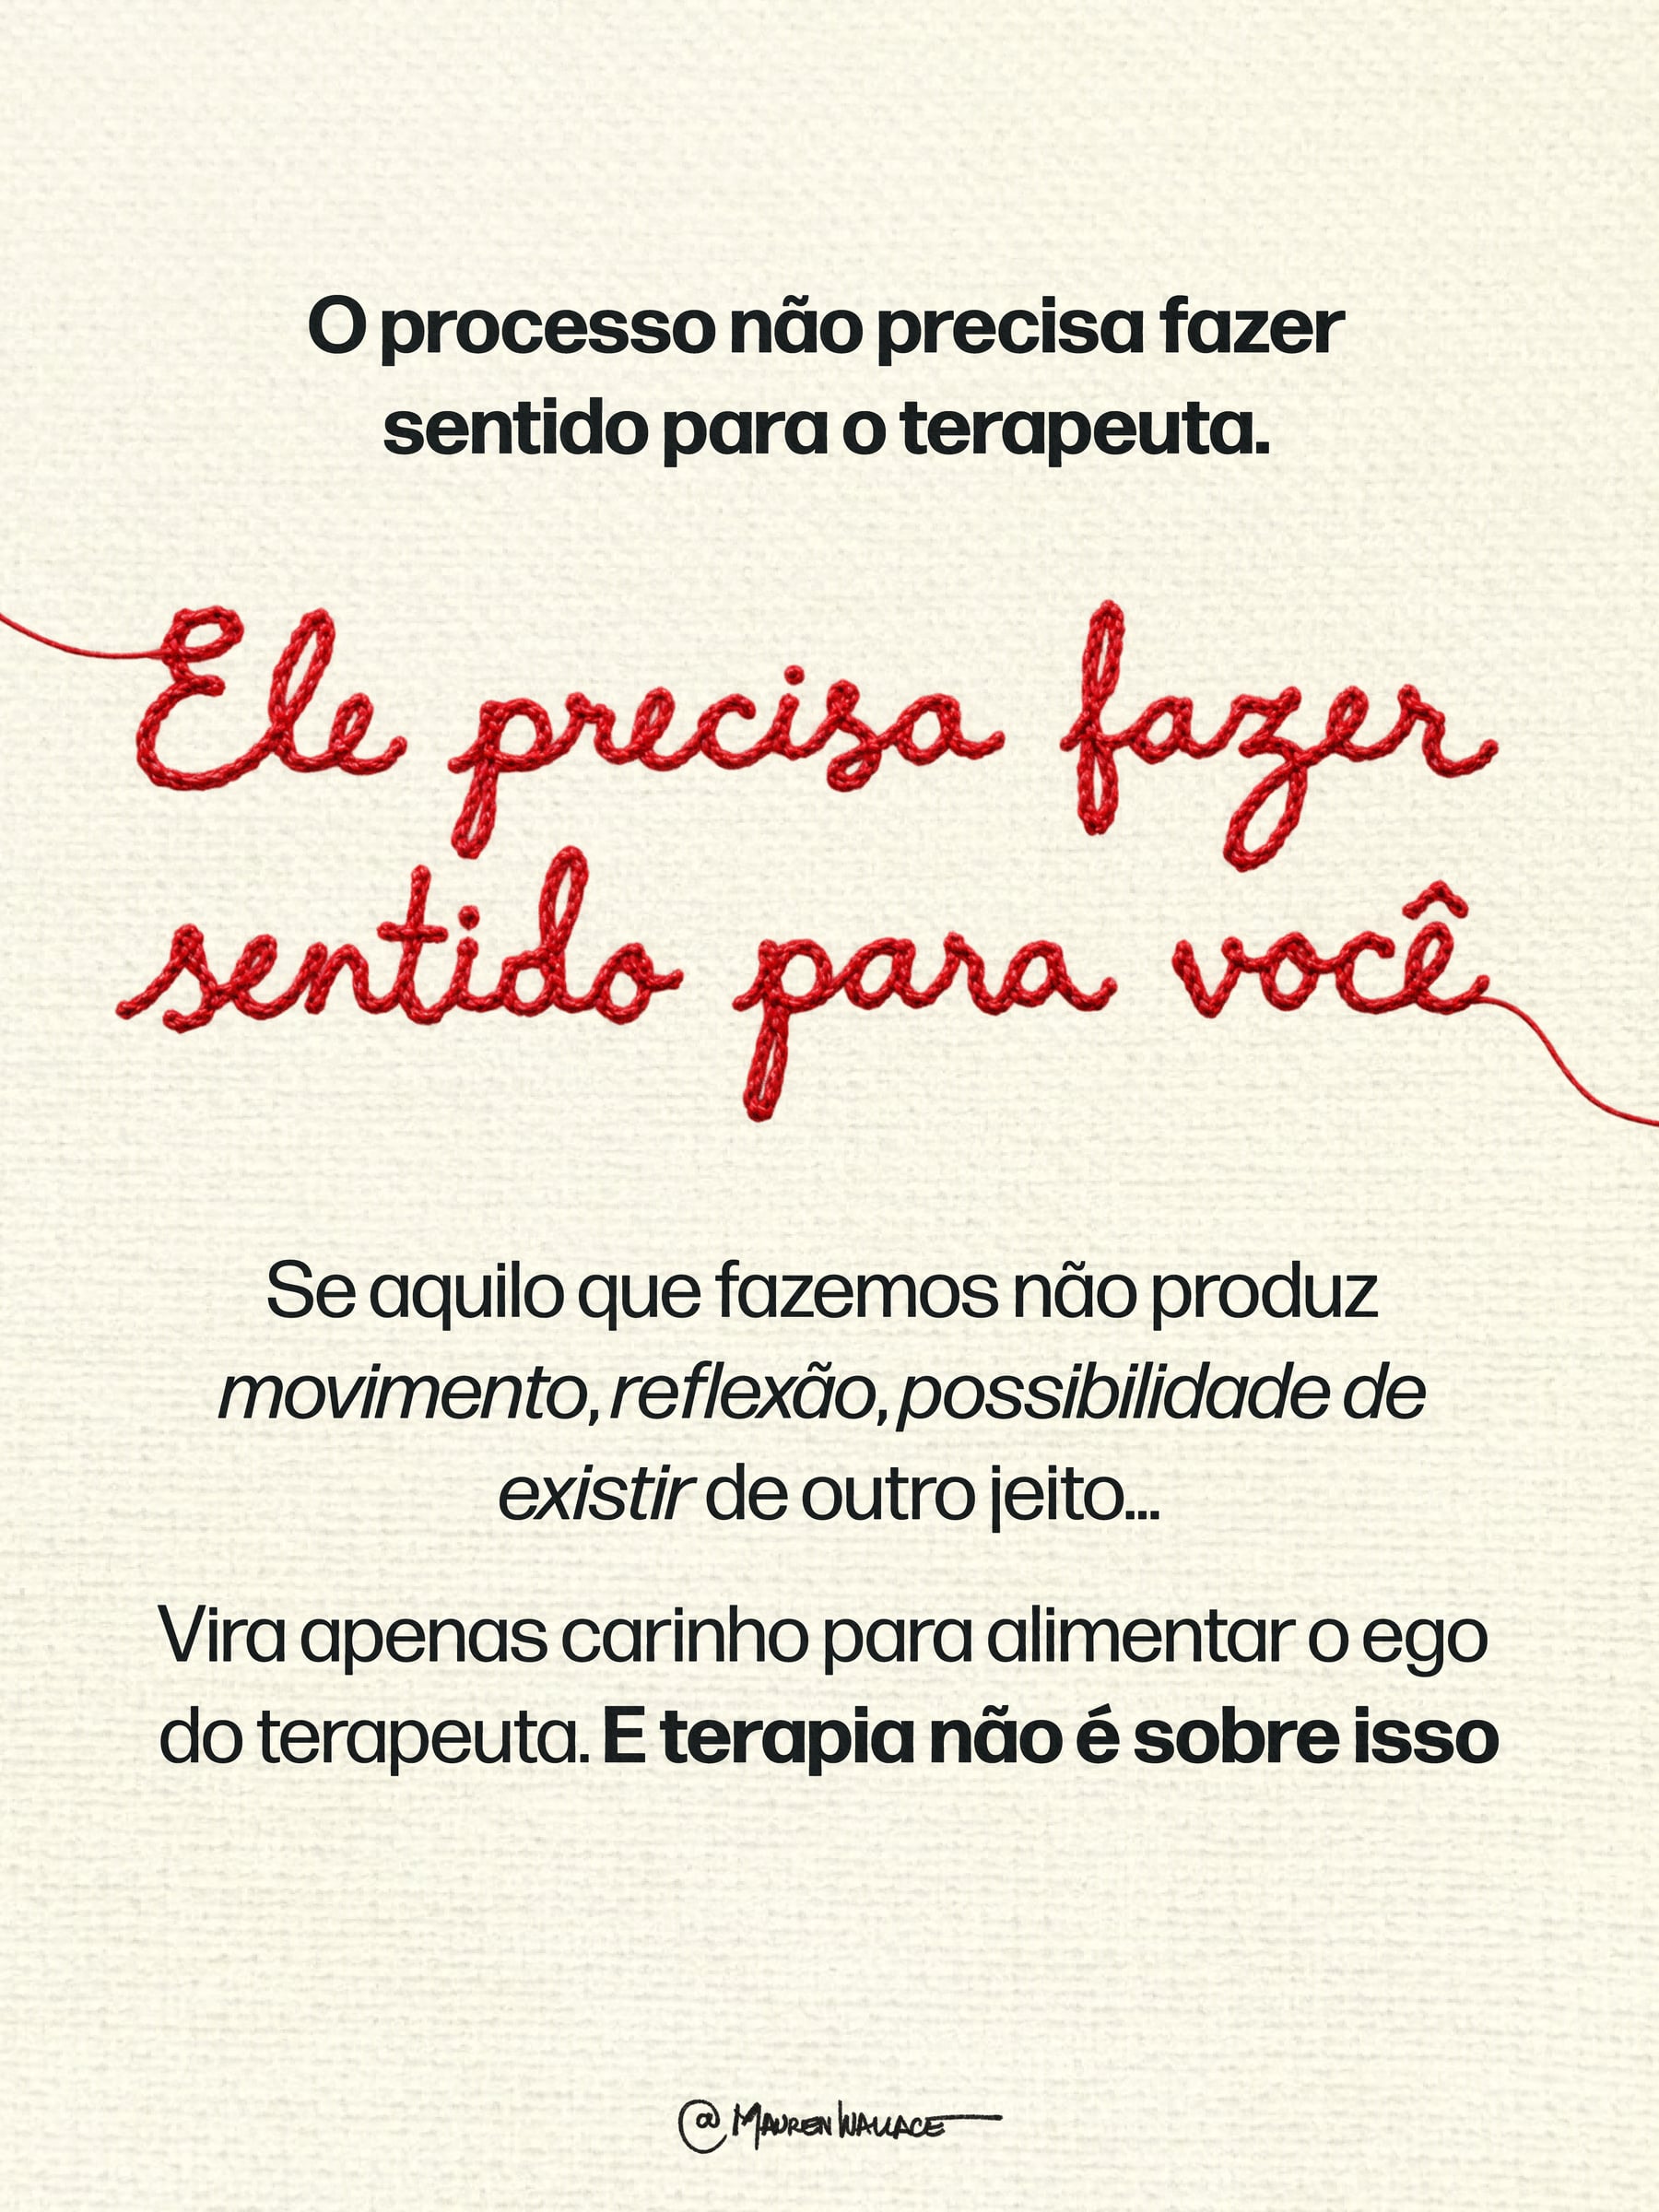 O processo não precisa fazer
sentido para o terapeuta.
Ele precisa fazer
sentido para você
Se aquilo que fazemos não produz
movimento, reflexão, possibilidade de
existir de outro jeito...
Vira apenas carinho para alimentar o ego
do terapeuta. E terapia não é sobre isso
@MAUREN WALLACE